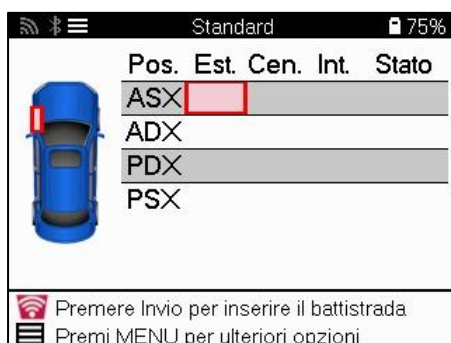 Standard 75%
Pos. Est. Cen. Int. Stato
ASX
ADX
PDX
PSX
Premere Invio per inserire il battistrada
Premi MENU per ulteriori opzioni